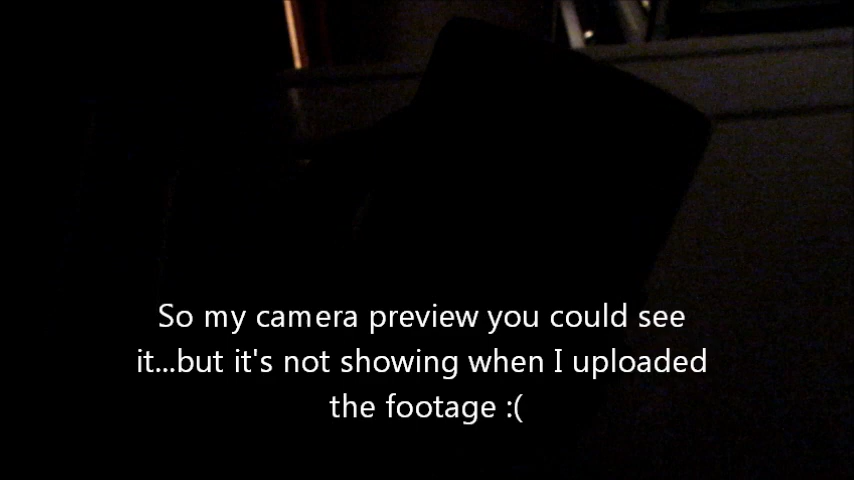 So my camera preview you could see
it...but it's not showing when I uploaded
the footage :(